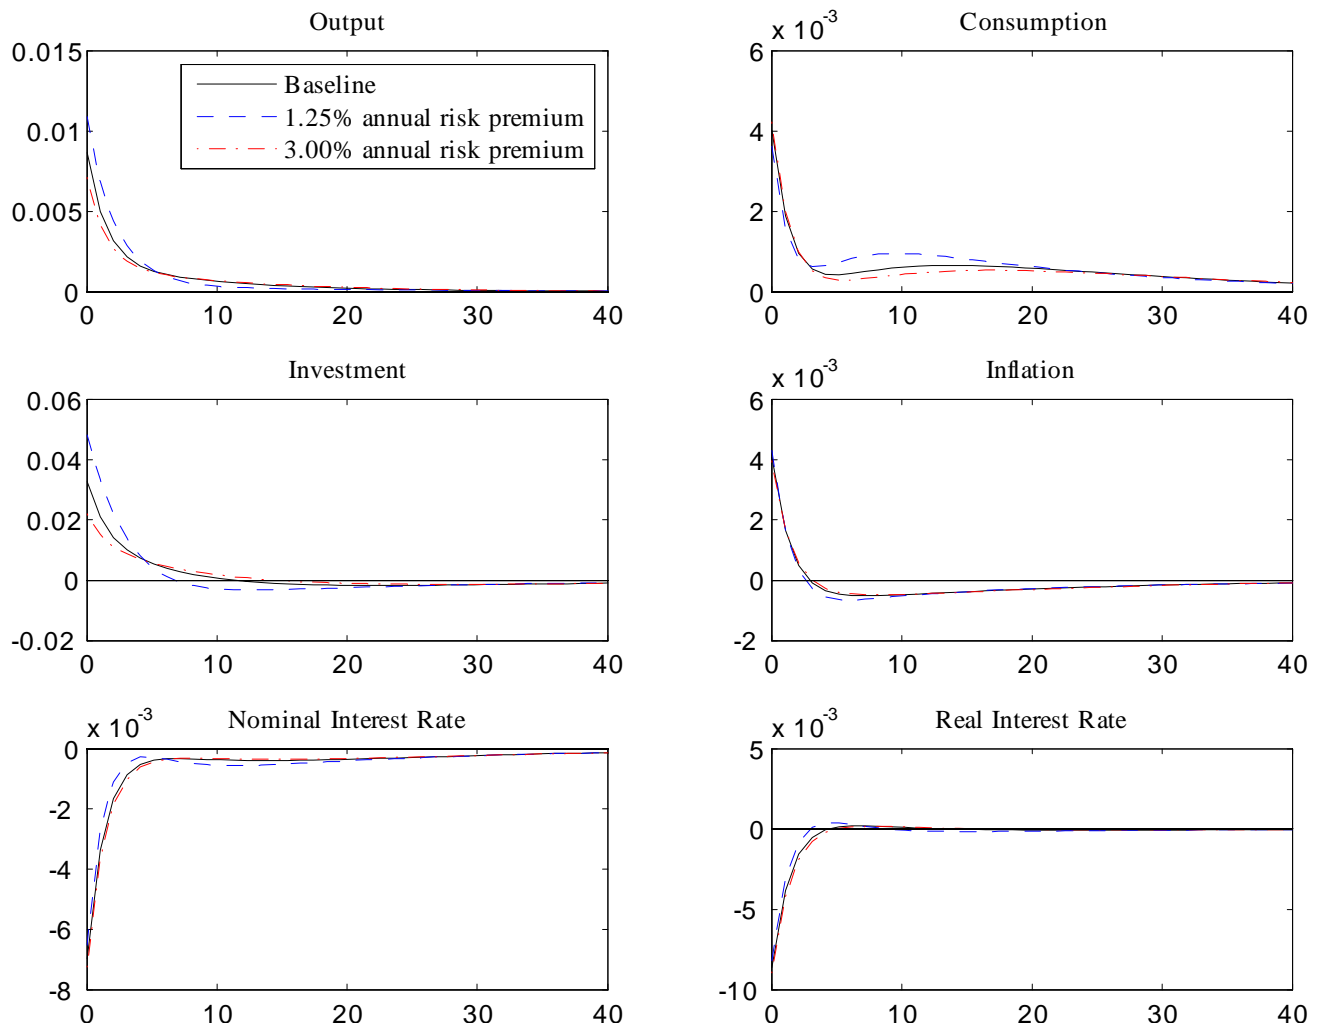 Output
0.015
0.01
0.005
0
0 10 20 30 40
Baseline
1.25% annual risk premium
3.00% annual risk premium
Consumption
x 10-3
6
4
2
0
0 10 20 30 40
Investment
0.06
0.04
0.02
0
-0.02
0 10 20 30 40
Inflation
x 10-3
6
4
2
0
-2
0 10 20 30 40
Nominal Interest Rate
x 10-3
0
-2
-4
-6
-8
0 10 20 30 40
Real Interest Rate
x 10-3
5
0
-5
-10
0 10 20 30 40